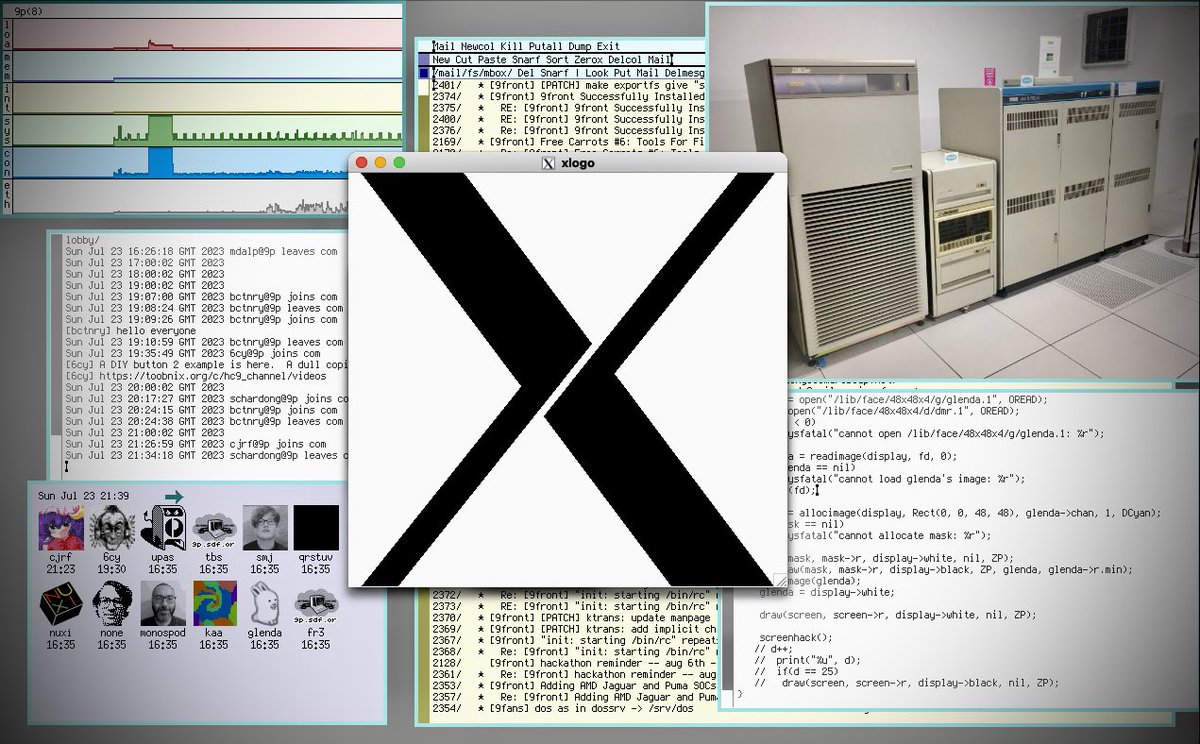 9p(8)
loa
mem
int
sys
con
eth
Mail Newcol Kill Putall Dump Exit
New Cut Paste Snarf Sort Zerox Delcol Mail
/mail/fs/mbox/ Del Snarf | Look Put Mail Delmesg
2401/ * [9front] [PATCH] make exportfs give "s
2374/ * [9front] 9front Successfully Installed
2375/ * RE: [9front] 9front Successfully Ins
2400/ * RE: [9front] 9front Successfully Ins
2376/ * Re: [9front] 9front Successfully Ins
2169/ * [9front] Free Carrots #6: Tools For Fi
xlogo
lobby/
Sun Jul 23 16:26:18 GMT 2023 mdalp@9p leaves com
Sun Jul 23 17:00:02 GMT 2023
Sun Jul 23 18:00:02 GMT 2023
Sun Jul 23 19:00:02 GMT 2023
Sun Jul 23 19:07:00 GMT 2023 bctnry@9p joins com
Sun Jul 23 19:08:24 GMT 2023 bctnry@9p leaves com
Sun Jul 23 19:09:26 GMT 2023 bctnry@9p joins com
[bctnry] hello everyone
Sun Jul 23 19:10:59 GMT 2023 bctnry@9p leaves com
Sun Jul 23 19:35:49 GMT 2023 6cy@9p joins com
[6cy] A DIY button 2 example is here.  A dull copi
[6cy] https://toobnix.org/c/hc9_channel/videos
Sun Jul 23 20:00:02 GMT 2023
Sun Jul 23 20:17:27 GMT 2023 schardong@9p joins co
Sun Jul 23 20:24:15 GMT 2023 bctnry@9p joins com
Sun Jul 23 20:24:38 GMT 2023 bctnry@9p leaves com
Sun Jul 23 21:00:02 GMT 2023
Sun Jul 23 21:26:59 GMT 2023 cjrf@9p joins com
Sun Jul 23 21:34:18 GMT 2023 schardong@9p leaves c
Sun Jul 23 21:39
9p.sdf.or
cjrf 6cy upas tbs smj qrstuv
21:23 19:30 16:35 16:35 16:35 16:35
NUXI
9p.sdf.or
nuxi none monospod kaa glenda fr3
16:35 16:35 16:35 16:35 16:35 16:35
2372/ * RE: [9front] "init: starting /bin/rc"
2373/ * RE: [9front] "init: starting /bin/rc"
2370/ * [9front] [PATCH] ktrans: update manpage
2369/ * [9front] [PATCH] ktrans: add implicit ch
2367/ * [9front] "init: starting /bin/rc" repeat
2368/ * Re: [9front] "init: starting /bin/rc"
2128/ [9front] hackathon reminder -- aug 6th -
2361/ * Re: [9front] hackathon reminder -- aug
2353/ * [9front] Adding AMD Jaguar and Puma SOCs
2357/ * Re: [9front] Adding AMD Jaguar and Pum
2354/ * [9fans] dos as in dossrv -> /srv/dos
= open("/lib/face/48x48x4/g/glenda.1", OREAD);
open("/lib/face/48x48x4/d/dmr.1", OREAD);
< 0)
ysfatal("cannot open /lib/face/48x48x4/g/glenda.1: %r");
a = readimage(display, fd, 0);
enda == nil)
ysfatal("cannot load glenda's image: %r");
(fd);
= allocimage(display, Rect(0, 0, 48, 48), glenda->chan, 1, DCyan);
sk == nil)
ysfatal("cannot allocate mask: %r");
mask, mask->r, display->white, nil, ZP);
aw(mask, mask->r, display->black, ZP, glenda, glenda->r.min);
mage(glenda);
glenda = display->white;
draw(screen, screen->r, display->white, nil, ZP);
screenhack();
// d++;
// print("%u", d);
// if(d == 25)
// draw(screen, screen->r, display->black, nil, ZP);
}